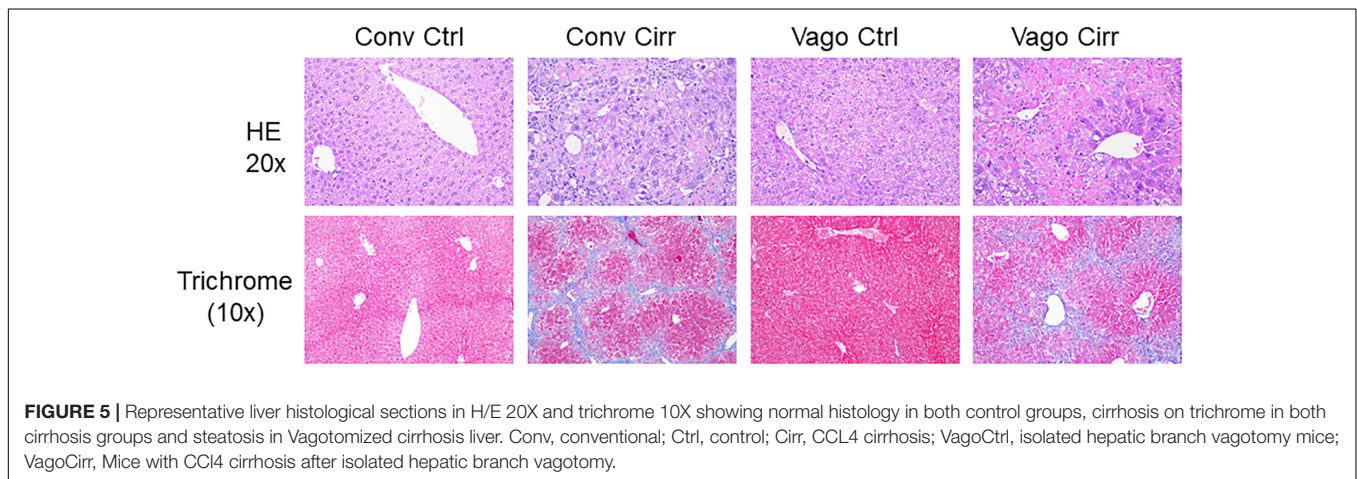 Conv Ctrl
Conv Cirr
Vago Ctrl
Vago Cirr
HE
20x
Trichrome
(10x)
FIGURE 5 | Representative liver histological sections in H/E 20X and trichrome 10X showing normal histology in both control groups, cirrhosis on trichrome in both
cirrhosis groups and steatosis in Vagotomized cirrhosis liver. Conv, conventional; Ctrl, control; Cirr, CCL4 cirrhosis; VagoCtrl, isolated hepatic branch vagotomy mice;
VagoCirr, Mice with CCl4 cirrhosis after isolated hepatic branch vagotomy.